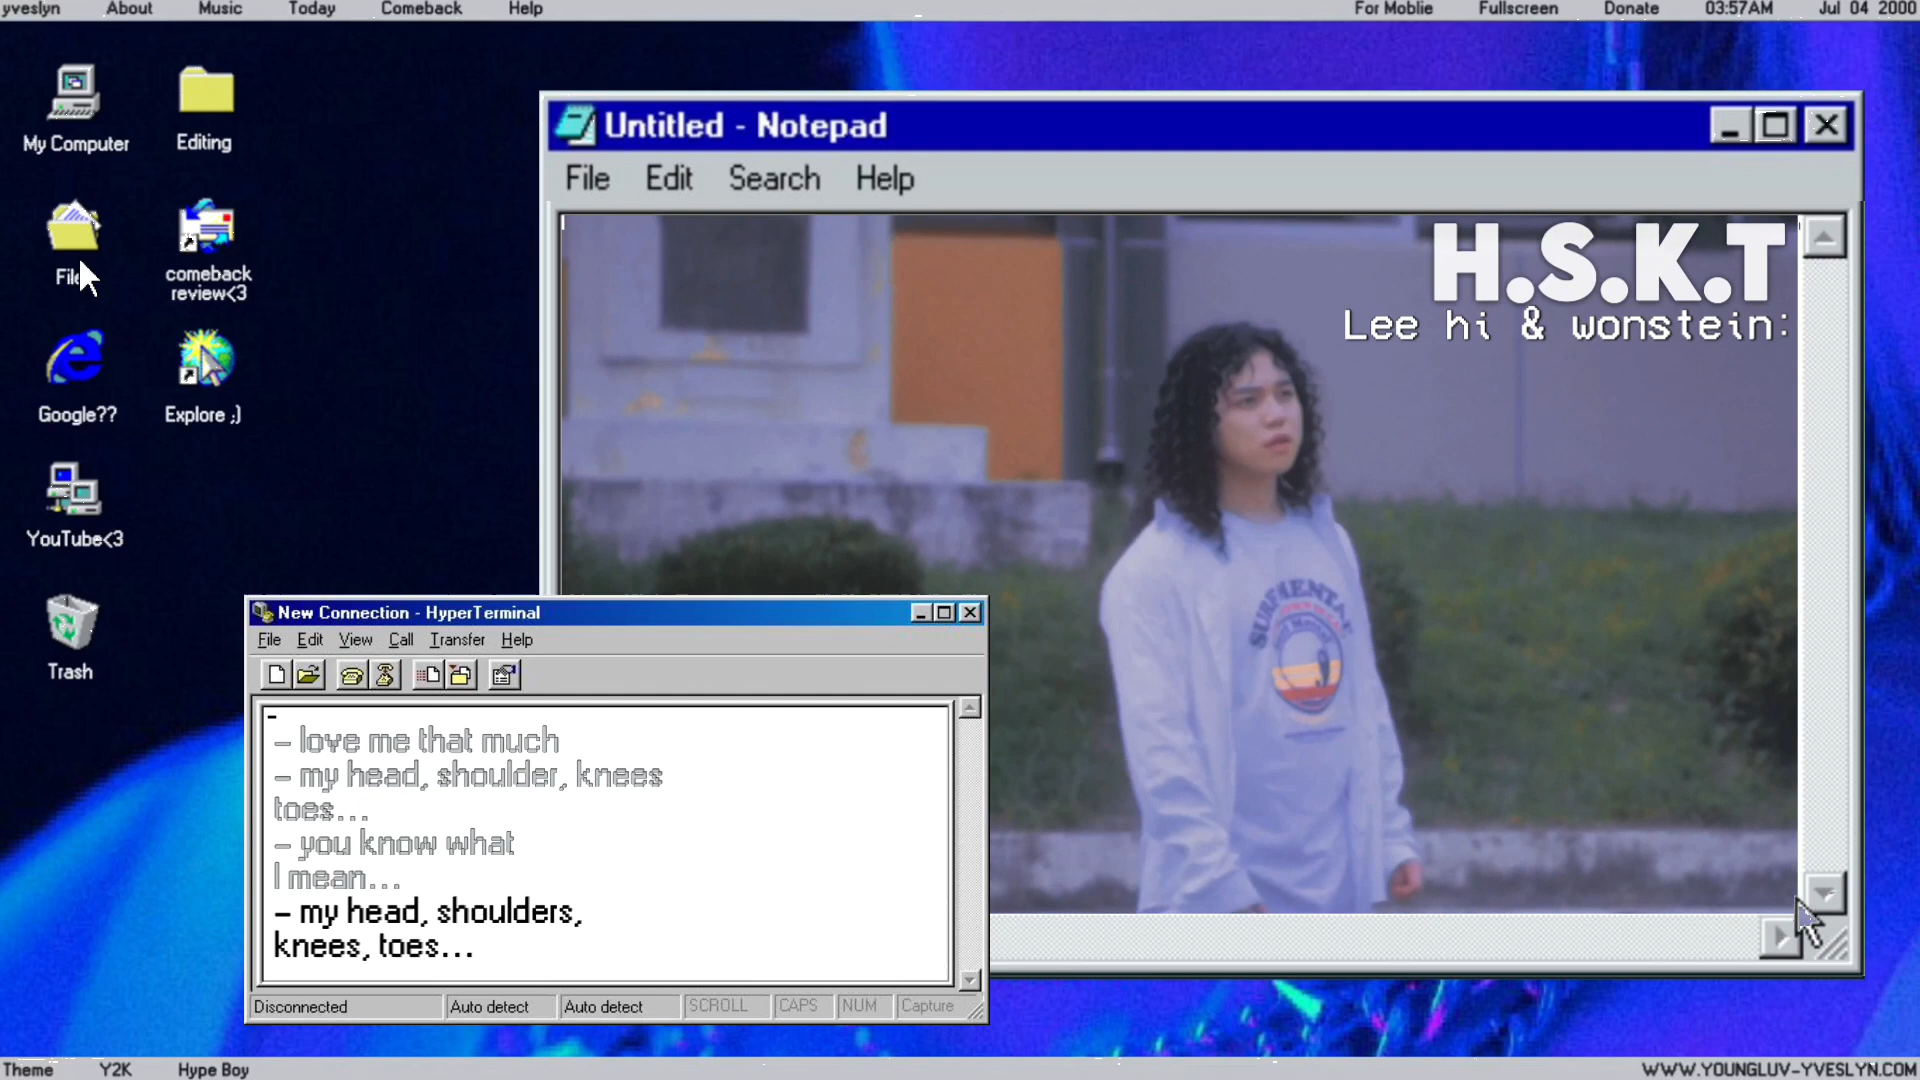 yveslyn About Music Today Comeback Help For Moblie Fullscreen Donate 03:57AM Jul 04 2000
My Computer
Editing
File
comeback
review<3
Google??
Explore ;)
YouTube<3
Trash
Untitled - Notepad
File Edit Search Help
H.S.K.T
Lee hi & wonstein:
New Connection - HyperTerminal
File Edit View Call Transfer Help
- love me that much
- my head, shoulder, knees
toes...
- you know what
I mean...
- my head, shoulders,
knees, toes...
Disconnected Auto detect Auto detect SCROLL CAPS NUM Capture
Theme Y2K Hype Boy WWW.YOUNGLUV-YVESLYN.COM